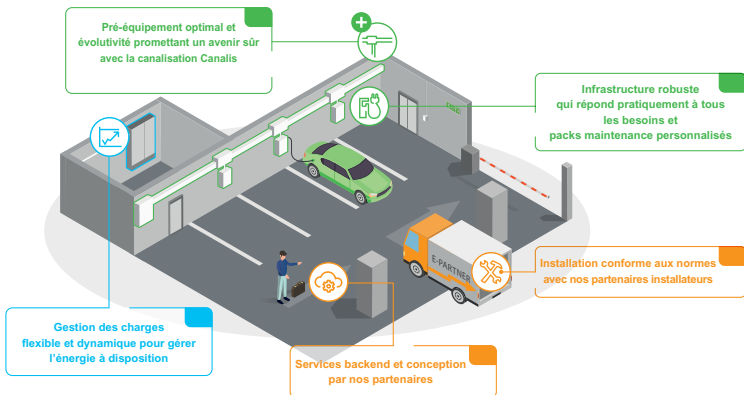 Pré-équipement optimal et
évolutivité promettant un avenir sûr
avec la canalisation Canalis
Infrastructure robuste
qui répond pratiquement à tous
les besoins et
packs maintenance personnalisés
E-PARTNER
Installation conforme aux normes
avec nos partenaires installateurs
Gestion des charges
flexible et dynamique pour gérer
l'énergie à disposition
Services backend et conception
par nos partenaires